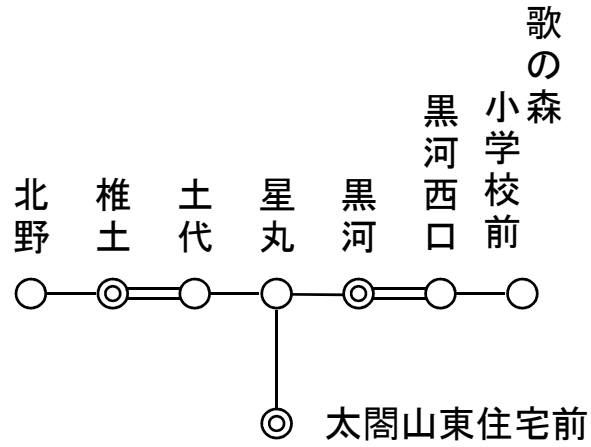 北野
椎土
土代
星丸
黒河
黒河西口
歌の森
小学校前
太閤山東住宅前